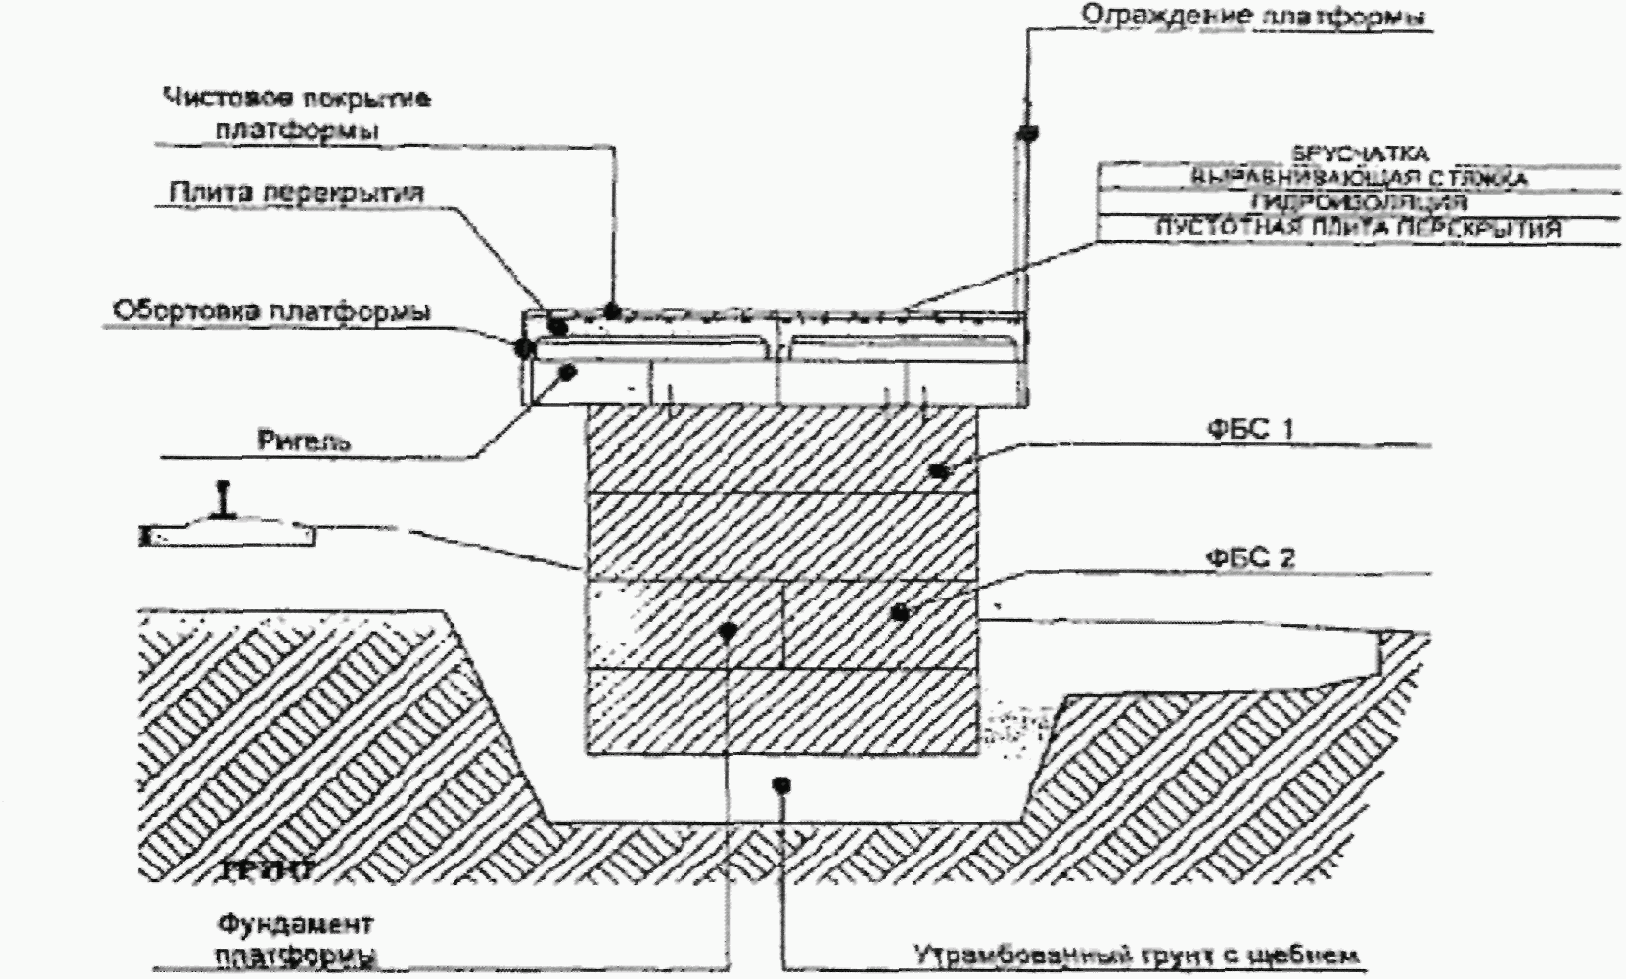 Ограждение платформы
Чистовое покрытие
платформы
Плита перекрытия
БРУСЧАТКА
ВЫРАВНИВАЮЩАЯ СТЯЖКА
ГИДРОИЗОЛЯЦИЯ
ПУСТОТНАЯ ПЛИТА ПЕРЕКРЫТИЯ
Обортовка платформы
Ригель
ФБС 1
ФБС 2
ГРУНТ
Фундамент
платформы
Утрамбованный грунт с щебнем